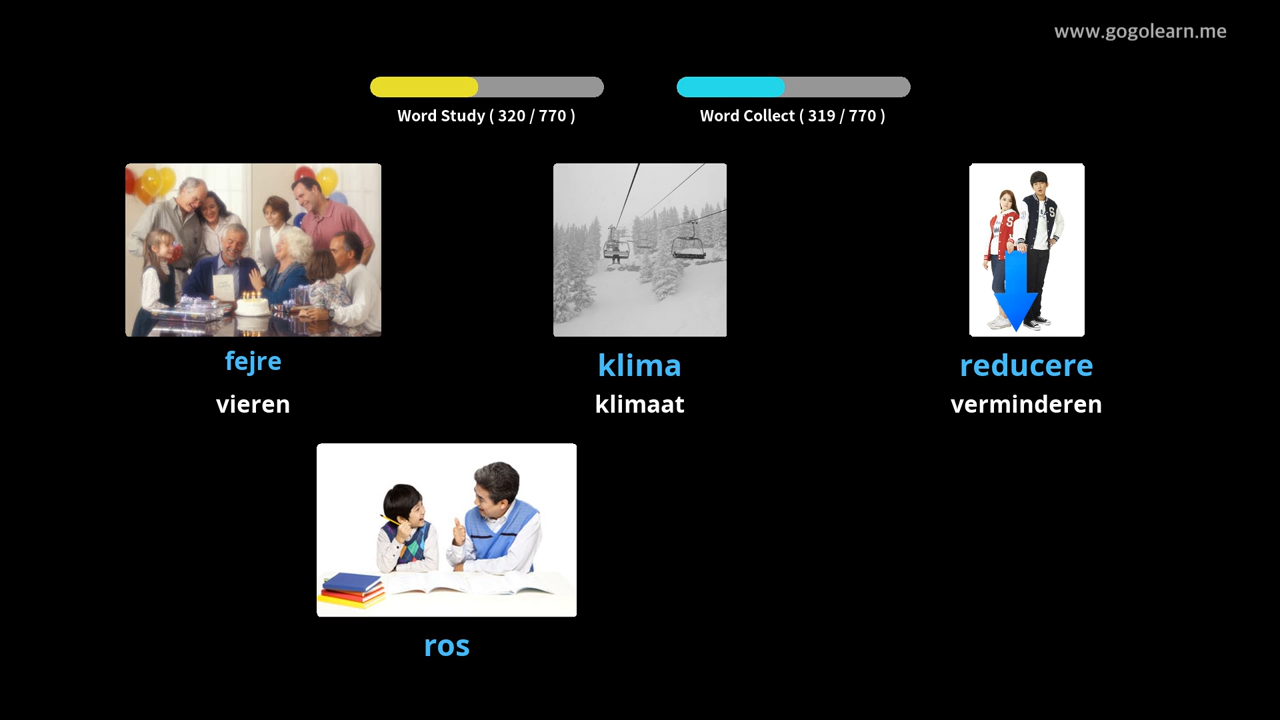 www.gogolearn.me
Word Study ( 320 / 770 )
Word Collect ( 319 / 770 )
fejre
klima
reducere
vieren
klimaat
verminderen
ros